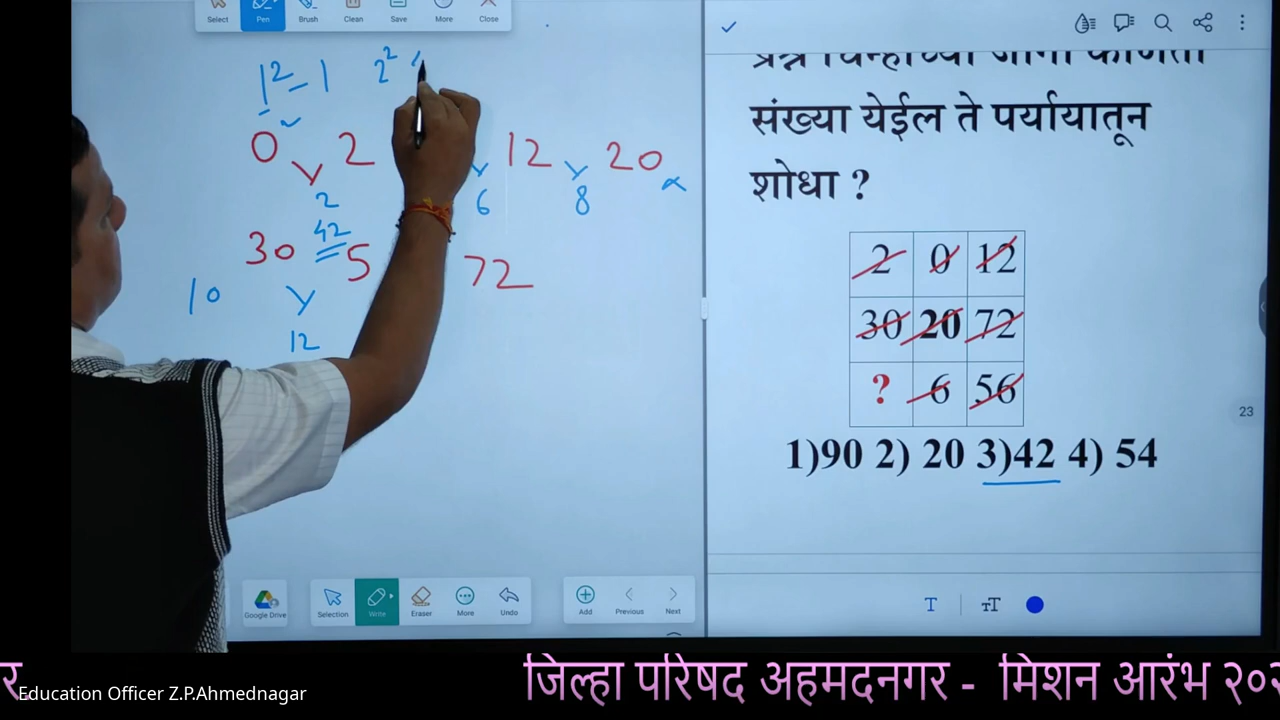 Select Pen Brush Clean Save More Close
1² - 1 2²
0 2 12 20
2 6 8
30 42 5 72
10
12
Google Drive Selection Write Eraser More Undo Add Previous Next
संख्या येईल ते पर्यायातून
शोधा ?
2 0 12
30 20 72
? 6 56
1)90 2) 20 3)42 4) 54
23
T тT
Education Officer Z.P.Ahmednagar
र. जिल्हा परिषद अहमदनगर - मिशन आरंभ २०२